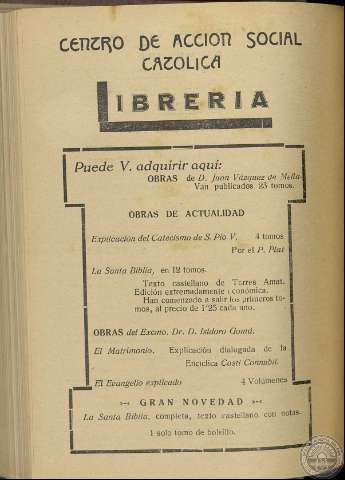 CENTRO DE ACCION SOCIAL
CATOLICA
LIBRERIA
Puede V. adquirir aquí:
OBRAS de D. Juan Vázquez de Mella.
Van publicados 23 tomos.
OBRAS DE ACTUALIDAD
Explicación del Catecismo de S. Pío V, 4 tomos
Por el P. Plat
La Santa Biblia, en 12 tomos.
Texto castellano de Torres Amat.
Edición extremadamente económica.
Han comenzado a salir los primeros to-
mos, al precio de 1'25 cada uno.
OBRAS del Excmo. Dr. D. Isidoro Gomá.
El Matrimonio. Explicación dialogada de la
Encíclica Casti Connubii.
El Evangelio explicado 4 Volúmenes
GRAN NOVEDAD
La Santa Biblia, completa, texto castellano con notas.
1 solo tomo de bolsillo.